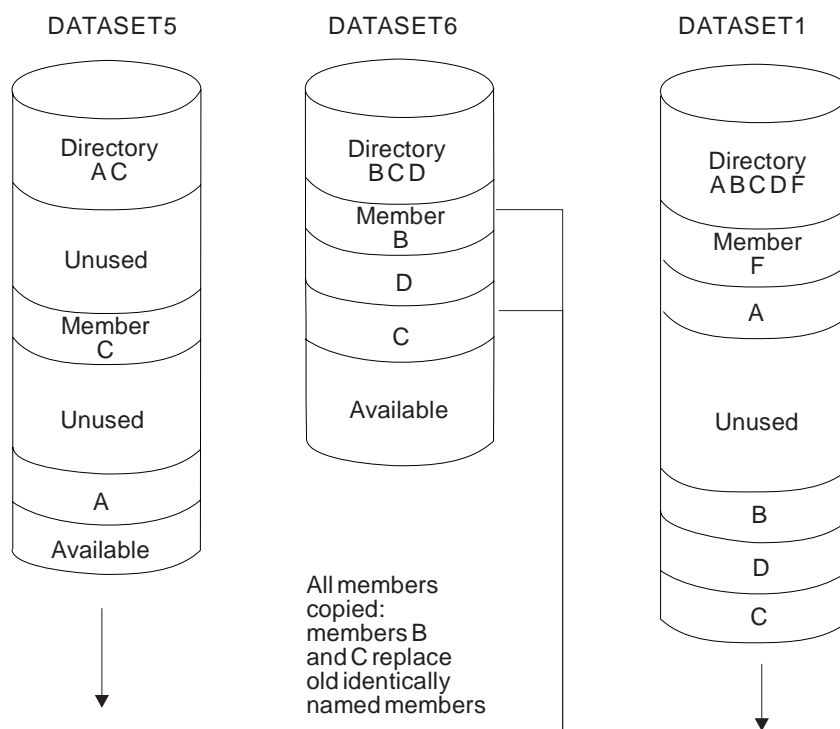 DATASET5
Directory
A C
Unused
Member
C
Unused
A
Available
DATASET6
Directory
B C D
Member
B
D
C
Available
All members
copied:
members B
and C replace
old identically
named members
DATASET1
Directory
A B C D F
Member
F
A
Unused
B
D
C